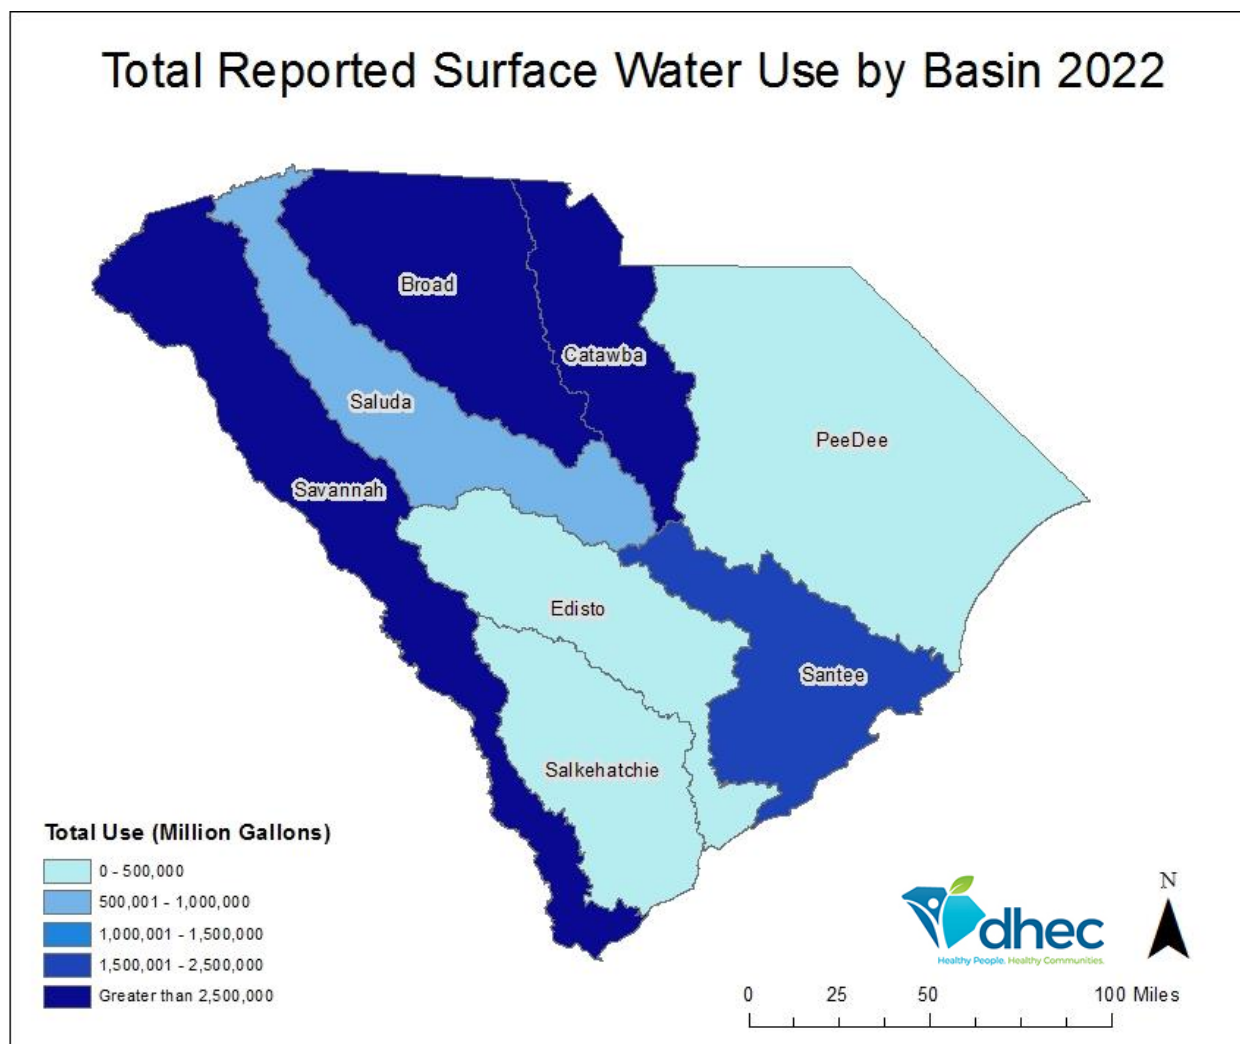 Total Reported Surface Water Use by Basin 2022
Broad
Catawba
Saluda
PeeDee
Savannah
Edisto
Santee
Salkehatchie
Total Use (Million Gallons)
0 - 500,000
500,001 - 1,000,000
1,000,001 - 1,500,000
1,500,001 - 2,500,000
Greater than 2,500,000
dhec
Healthy People. Healthy Communities.
N
0 25 50 100 Miles